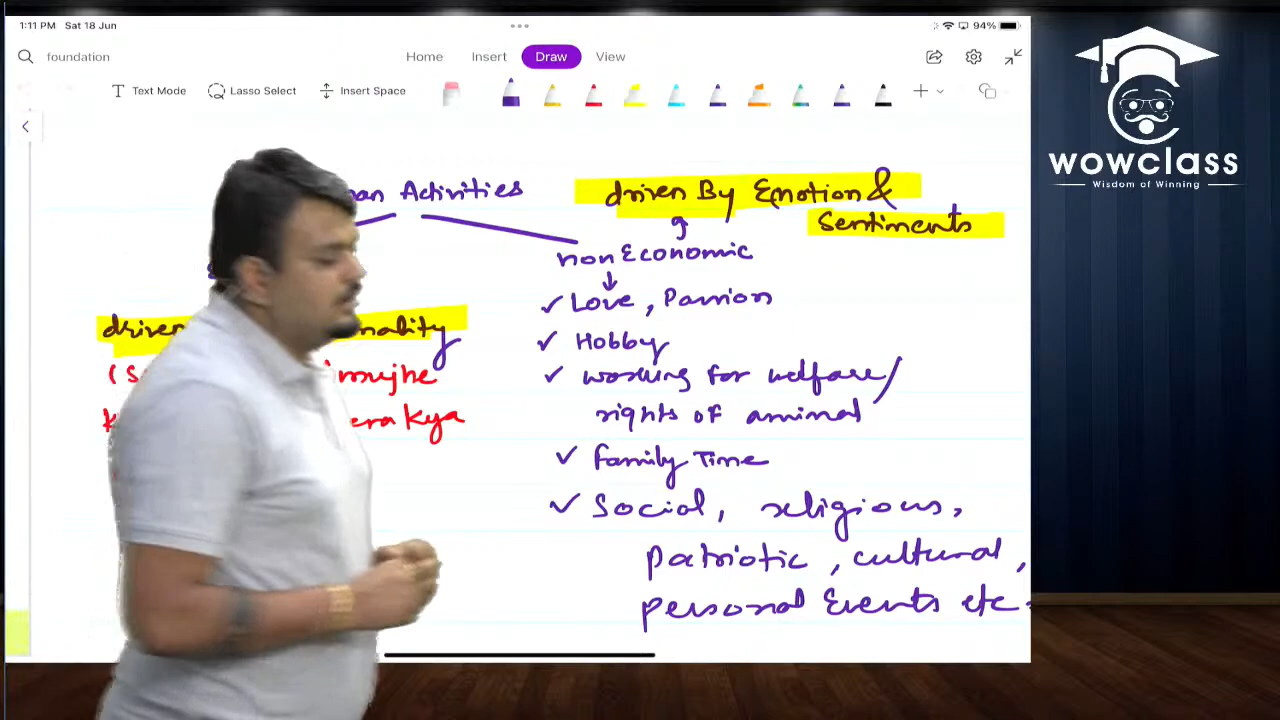 1:11 PM Sat 18 Jun
94%
foundation
Home Insert Draw View
Text Mode Lasso Select Insert Space
wowclass
Wisdom of Winning
Activities
driven By Emotion &
Sentiments
non Economic
Love, Passion
Hobby
working for welfare/
rights of animal
family Time
Social, religious,
patriotic, cultural,
personal Events etc.
driven
mujhe
Kya